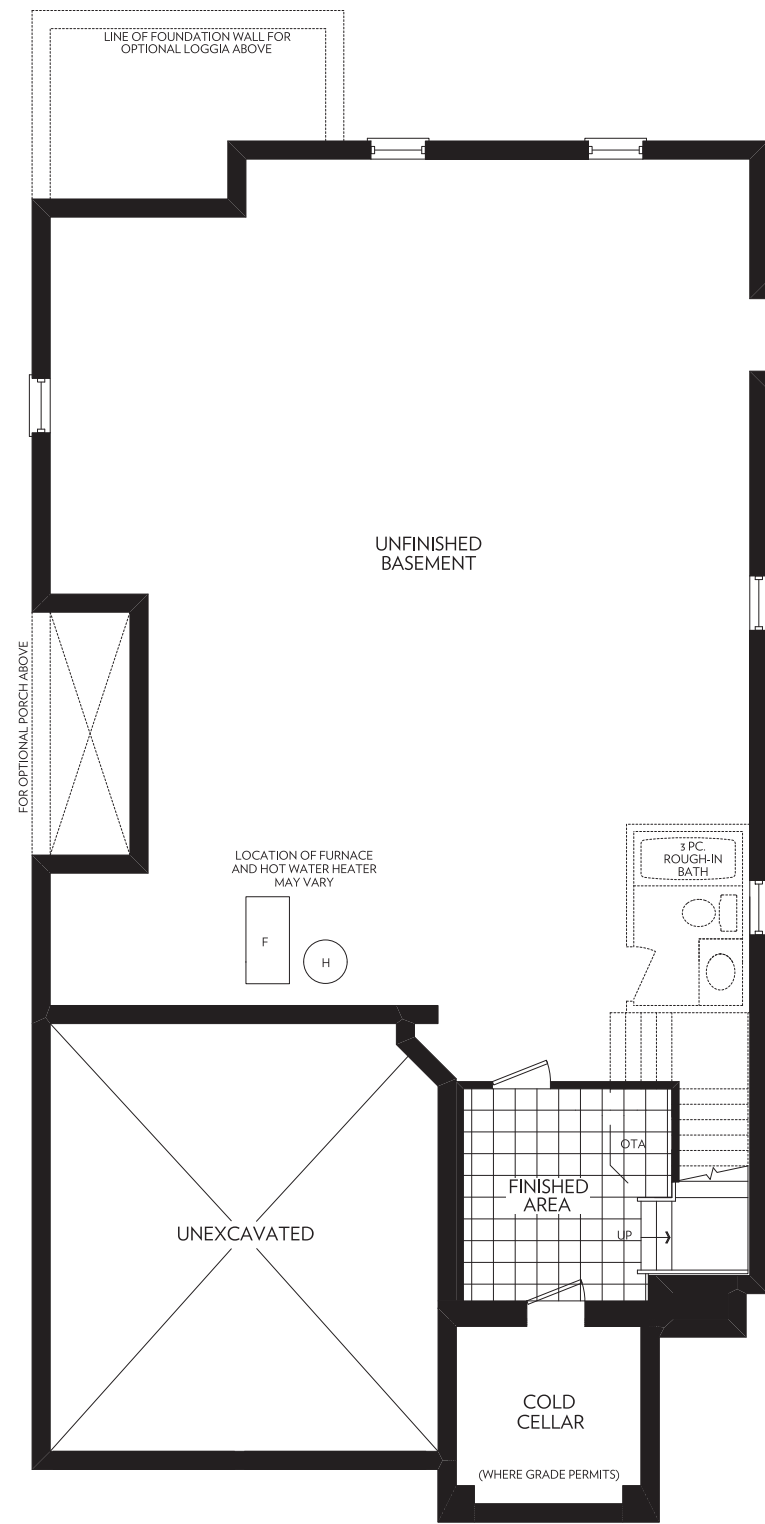 LINE OF FOUNDATION WALL FOR
OPTIONAL LOGGIA ABOVE
UNFINISHED
BASEMENT
FOR OPTIONAL PORCH ABOVE
LOCATION OF FURNACE
AND HOT WATER HEATER
MAY VARY
F
H
3 PC.
ROUGH-IN
BATH
OTA
FINISHED
AREA
UP
UNEXCAVATED
COLD
CELLAR
(WHERE GRADE PERMITS)